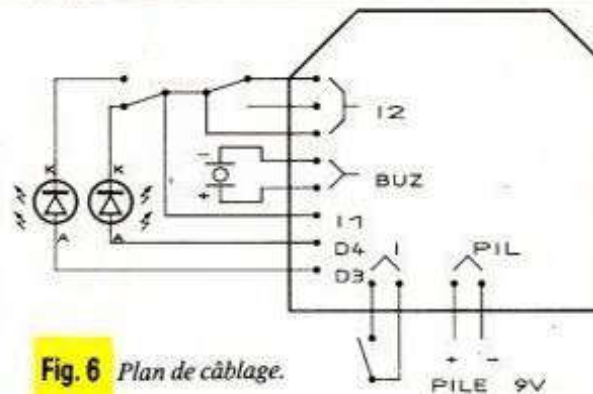 I2
K
K
-
+
BUZ
A
A
I1
D4
D3
I
PIL
+ -
PILE 9V
Fig. 6 Plan de câblage.